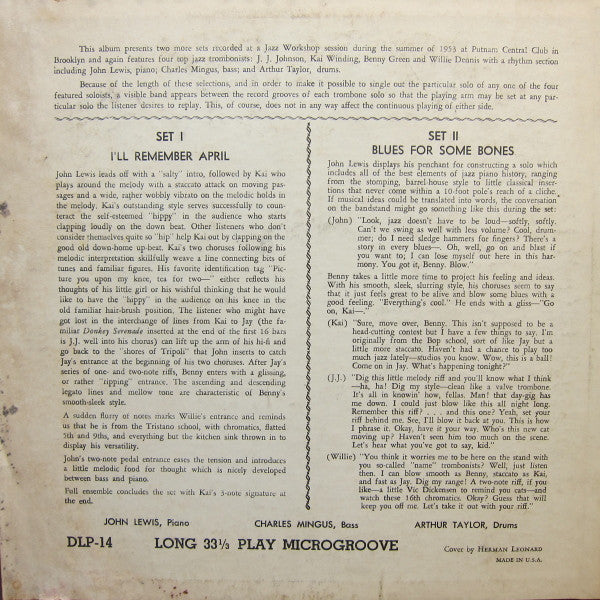 This album presents two more sets recorded at a Jazz Workshop session during the summer of 1953 at Putnam Central Club in
Brooklyn and again features four top jazz trombonists: J. J. Johnson, Kai Winding, Benny Green and Willie Dennis with a rhythm section
including John Lewis, piano; Charles Mingus, bass; and Arthur Taylor, drums.
Because of the length of these selections, and in order to make it possible to single out the particular solo of any one of the four
featured soloists, a visible band appears between the record grooves of each trombone solo so that the playing arm may be set at any par-
ticular solo the listener desires to replay. This, of course, does not in any way affect the continuous playing of either side.
SET I
I'LL REMEMBER APRIL
John Lewis leads off with a "salty" intro, followed by Kai who
plays around the melody with a staccato attack on moving pas-
sages and a wide, rather wobbly vibrato on the melodic holds
in the melody. Kai's outstanding style serves successfully to coun-
teract the self-esteemed "hippy" in the audience who starts
clapping loudly on the down beat. Other listeners who don't
consider themselves quite so "hip" help Kai out by clapping on the
good old down-home up-beat. Kai's two choruses following his
melodic interpretation skillfully weave a line connecting bits of
tunes and familiar figures. His favorite identification tag "Pic-
ture you upon my knee, tea for two—" either reflects his
thoughts of his little girl or his wishful thinking that he would
like to have the "hippy" in the audience on his knee in the
old familiar hair-brush position. The listener who might have
got lost in the interchange of lines from Kai to Jay (the fa-
miliar Donkey Serenade inserted at the end of the first 16 bars
is J.J. well into his chorus) can lift up the arm of his hi-fi and
go back to the "shores of Tripoli" that John inserts to catch
Jay's entrance at the beginning of his two choruses. After Jay's
series of one- and two-note riffs, Benny enters with a glissing,
or rather "ripping" entrance. The ascending and descending
legato lines and mellow tone are characteristic of Benny's
smooth-sleek style.
A sudden flurry of notes marks Willie's entrance and reminds
us that he is from the Tristano school, with chromatics, flatted
5th and 9ths, and everything but the kitchen sink thrown in to
display his versatility.
John's two-note pedal entrance eases the tension and introduces
a little melodic food for thought which is nicely developed
between bass and piano.
Full ensemble concludes the set with Kai's 3-note signature at
the end.
SET II
BLUES FOR SOME BONES
John Lewis displays his penchant for constructing a solo which
includes all of the best elements of jazz piano history, ranging
from the stomping, barrel-house style to little classical inser-
tions that never come within a 10-foot pole's reach of a cliche.
If musical ideas could be translated into words, the conversation
on the bandstand might go something like this during the set:
(John) "Look, jazz doesn't have to be loud—softly, softly.
Can't we swing as well with less volume? Cool, drum-
mer; do I need sledge hammers for fingers? There's a
story in every blues—. Oh, well, go on and blast if
you want to; I can lose myself out here in this har-
mony. You got it, Benny. Blow."
Benny takes a little more time to project his feeling and ideas.
With his smooth, sleek, slurring style, his choruses seem to say
that it just feels great to be alive and blow some blues with a
good feeling. "Everything's cool." He ends with a gliss—"Go
on, Kai—."
(Kai) "Sure, move over, Benny. This isn't supposed to be a
head-cutting contest but I have a few things to say. I'm
originally from the Bop school, sort of like Jay but a
little more staccato. Haven't had a chance to play too
much jazz lately—studios you know. Wow, this is a ball!
Come on in Jay. What's happening tonight?"
(J.J.) "Dig this little melody riff and you'll know what I think
—ha, ha! Dig my style—clean like a valve trombone.
It's all in knowin' how, fellas. Man! that day-gig has
me down. I could just blow like this all night long.
Remember this riff? . . . and this one? Yeah, set your
riff behind me. See, I'll blow it back at you. This is how
I phrase it. Okay, have it your way. Who's this new cat
moving up? Haven't seen him too much on the scene.
Let's hear what you've got to say, kid."
(Willie) "You think it worries me to be here on the stand with
you so-called "name" trombonists? Well, just listen
then. I can blow smooth as Benny, staccato as Kai,
and fast as Jay. Dig my range! A two-note riff, if you
like—a little Vic Dickensen to remind you cats—and
watch these 16th chromatics. Okay? Guess that will
keep you off me. Let's take it out with your riff."
JOHN LEWIS, Piano CHARLES MINGUS, Bass ARTHUR TAYLOR, Drums
DLP-14 LONG 33⅓ PLAY MICROGROOVE
Cover by HERMAN LEONARD
MADE IN U.S.A.